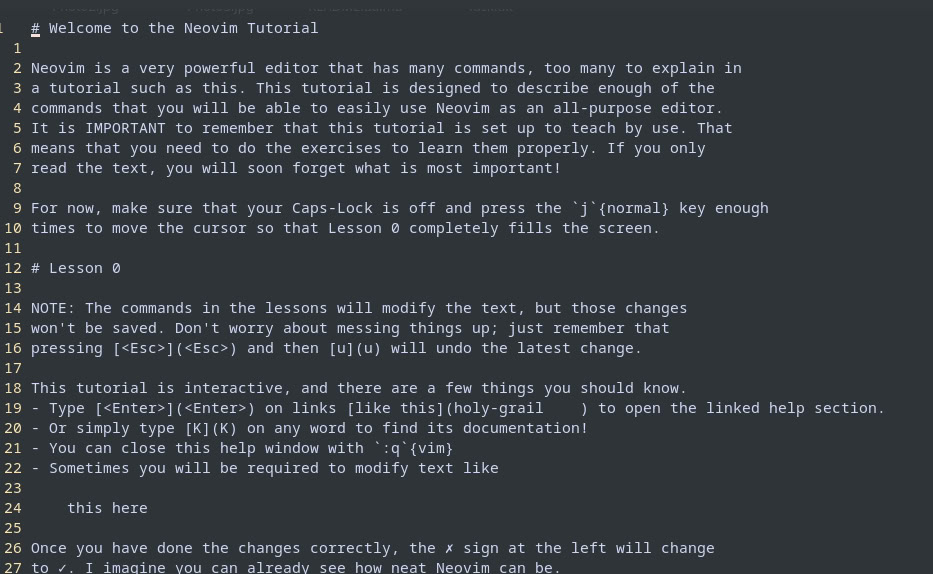 1   # Welcome to the Neovim Tutorial
1
2 Neovim is a very powerful editor that has many commands, too many to explain in
3 a tutorial such as this. This tutorial is designed to describe enough of the
4 commands that you will be able to easily use Neovim as an all-purpose editor.
5 It is IMPORTANT to remember that this tutorial is set up to teach by use. That
6 means that you need to do the exercises to learn them properly. If you only
7 read the text, you will soon forget what is most important!
8
9 For now, make sure that your Caps-Lock is off and press the `j`{normal} key enough
10 times to move the cursor so that Lesson 0 completely fills the screen.
11
12 # Lesson 0
13
14 NOTE: The commands in the lessons will modify the text, but those changes
15 won't be saved. Don't worry about messing things up; just remember that
16 pressing [<Esc>](<Esc>) and then [u](u) will undo the latest change.
17
18 This tutorial is interactive, and there are a few things you should know.
19 - Type [<Enter>](<Enter>) on links [like this](holy-grail    ) to open the linked help section.
20 - Or simply type [K](K) on any word to find its documentation!
21 - You can close this help window with `:q`{vim}
22 - Sometimes you will be required to modify text like
23
24     this here
25
26 Once you have done the changes correctly, the ✗ sign at the left will change
27 to ✓. I imagine you can already see how neat Neovim can be.